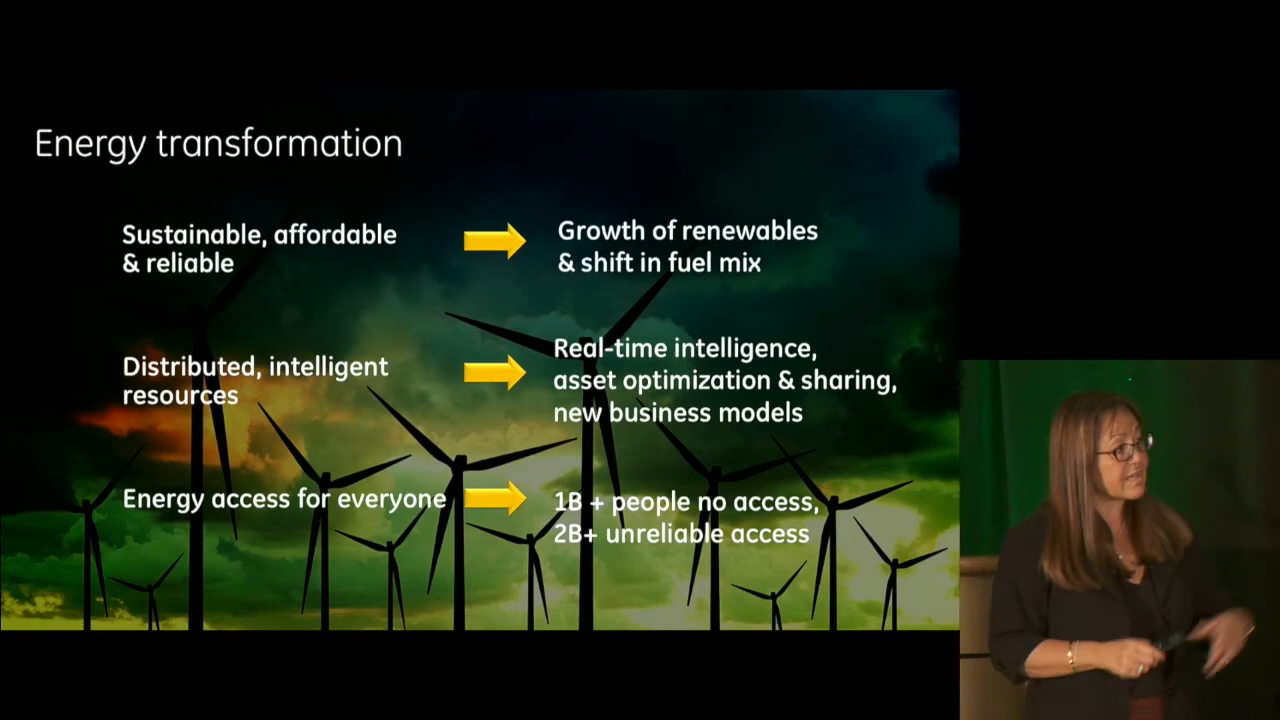 Energy transformation
Sustainable, affordable
& reliable
Growth of renewables
& shift in fuel mix
Distributed, intelligent
resources
Real-time intelligence,
asset optimization & sharing,
new business models
Energy access for everyone
1B + people no access,
2B+ unreliable access